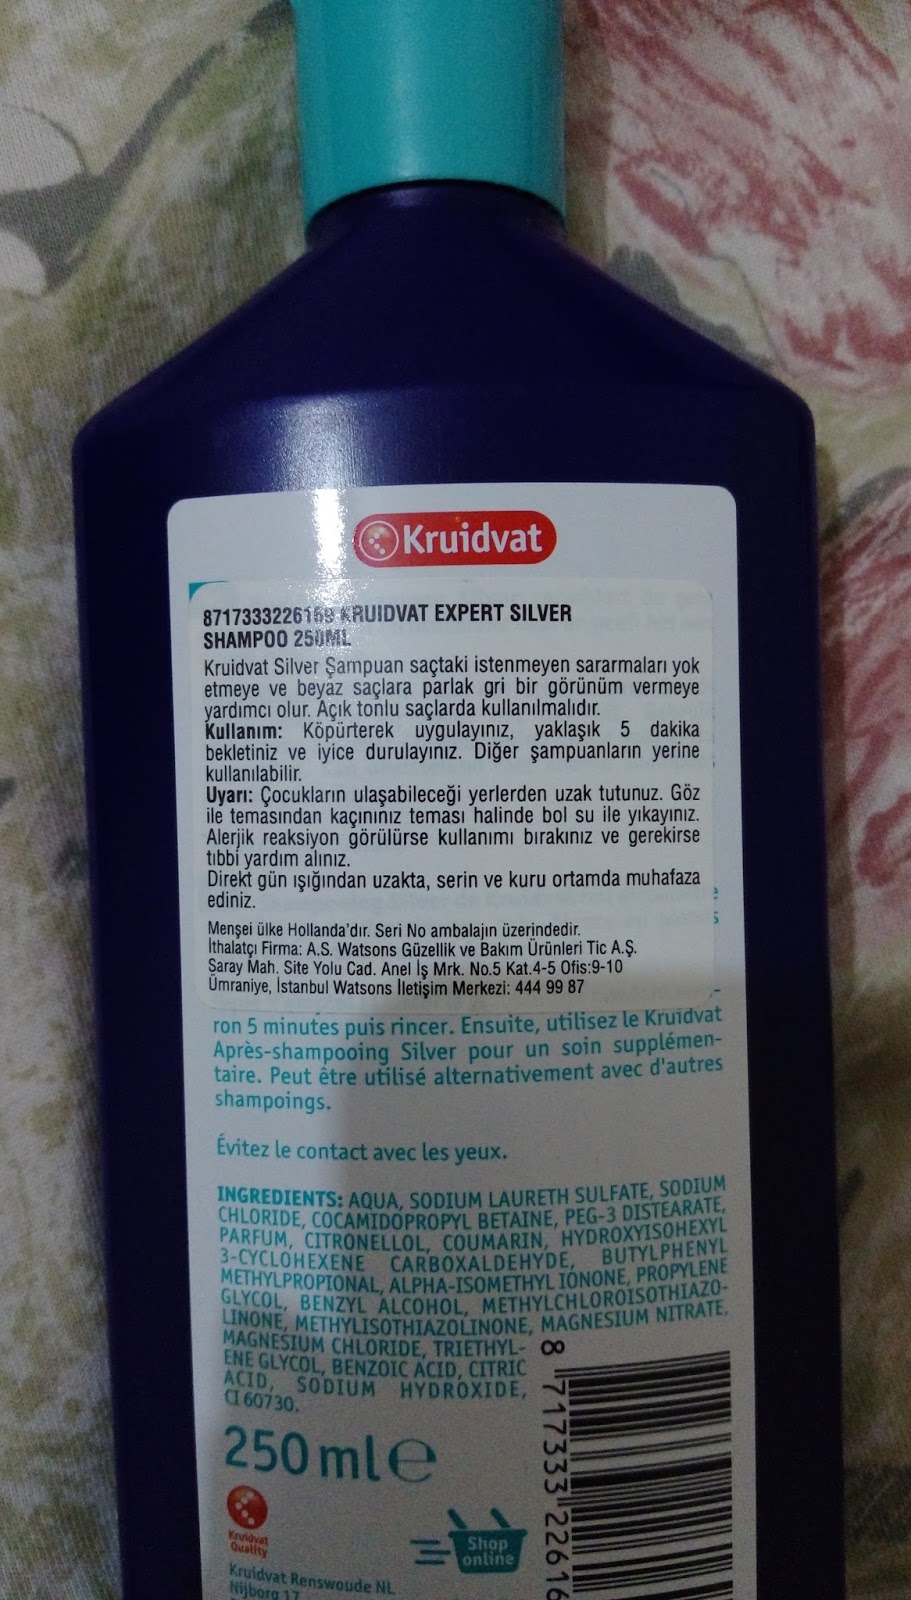 Kruidvat
8717333226169 KRUIDVAT EXPERT SILVER
SHAMPOO 250ML
Kruidvat Silver Şampuan saçtaki istenmeyen sararmaları yok
etmeye ve beyaz saçlara parlak gri bir görünüm vermeye
yardımcı olur. Açık tonlu saçlarda kullanılmalıdır.
Kullanım: Köpürterek uygulayınız, yaklaşık 5 dakika
bekletiniz ve iyice durulayınız. Diğer şampuanların yerine
kullanılabilir.
Uyarı: Çocukların ulaşabileceği yerlerden uzak tutunuz. Göz
ile temasından kaçınınız teması halinde bol su ile yıkayınız.
Alerjik reaksiyon görülürse kullanımı bırakınız ve gerekirse
tıbbi yardım alınız.
Direkt gün ışığından uzakta, serin ve kuru ortamda muhafaza
ediniz.
Menşei ülke Hollanda'dır. Seri No ambalajın üzerindedir.
İthalatçı Firma: A.S. Watsons Güzellik ve Bakım Ürünleri Tic A.Ş.
Saray Mah. Site Yolu Cad. Anel İş Mrk. No.5 Kat.4-5 Ofis:9-10
Ümraniye, İstanbul Watsons İletişim Merkezi: 444 99 87
ron 5 minutes puis rincer. Ensuite, utilisez le Kruidvat
Après-shampooing Silver pour un soin supplémen-
taire. Peut être utilisé alternativement avec d'autres
shampoings.
Évitez le contact avec les yeux.
INGREDIENTS: AQUA, SODIUM LAURETH SULFATE, SODIUM
CHLORIDE, COCAMIDOPROPYL BETAINE, PEG-3 DISTEARATE,
PARFUM, CITRONELLOL, COUMARIN, HYDROXYISOHEXYL
3-CYCLOHEXENE CARBOXALDEHYDE, BUTYLPHENYL
METHYLPROPIONAL, ALPHA-ISOMETHYL IONONE, PROPYLENE
GLYCOL, BENZYL ALCOHOL, METHYLCHLOROISOTHIAZO-
LINONE, METHYLISOTHIAZOLINONE, MAGNESIUM NITRATE,
MAGNESIUM CHLORIDE, TRIETHYL-
ENE GLYCOL, BENZOIC ACID, CITRIC
ACID, SODIUM HYDROXIDE,
CI 60730.
8 717333 22616
250 ml e
Kruidvat
Quality
Shop
online
Kruidvat Renswoude NL
Nijborg 17